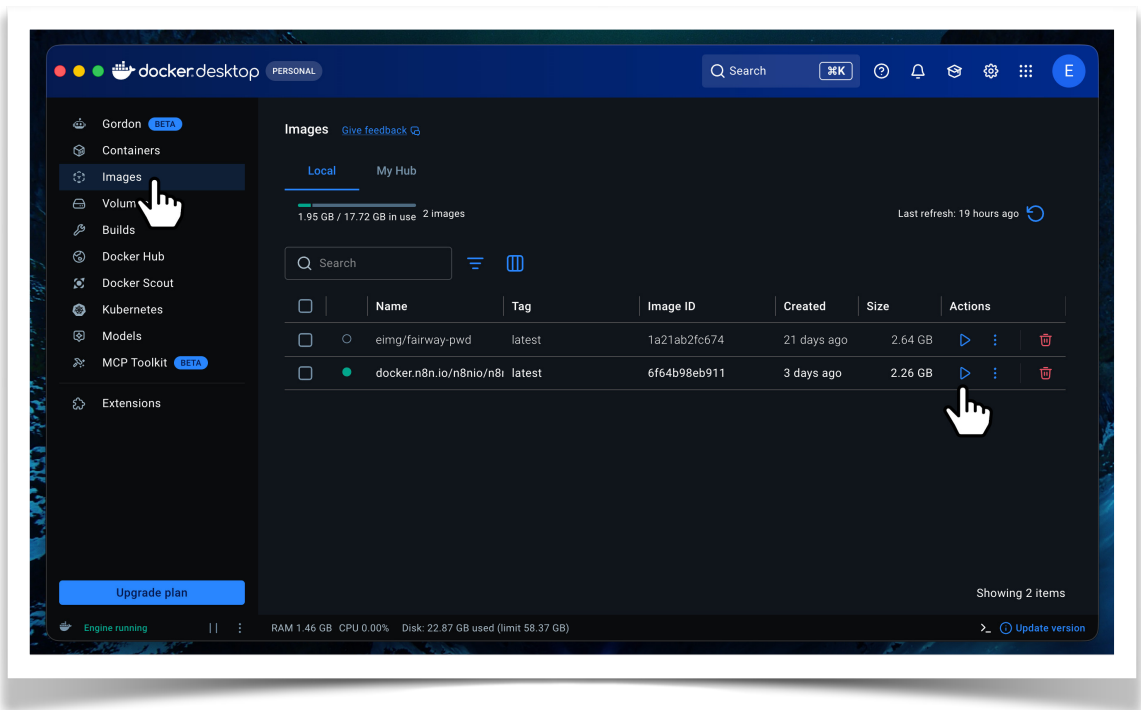 docker.desktop PERSONAL Search ⌘K E
Gordon BETA
Containers
Images
Builds
Docker Hub
Docker Scout
Kubernetes
Models
MCP Toolkit BETA
Extensions
Upgrade plan
Images Give feedback
Local My Hub
1.95 GB / 17.72 GB in use 2 images
Last refresh: 19 hours ago
Search
Name Tag Image ID Created Size Actions
eimg/fairway-pwd latest 1a21ab2fc674 21 days ago 2.64 GB
docker.n8n.io/n8nio/n8 latest 6f64b98eb911 3 days ago 2.26 GB
Showing 2 items
Engine running RAM 1.46 GB CPU 0.00% Disk: 22.87 GB used (limit 58.37 GB) Update version